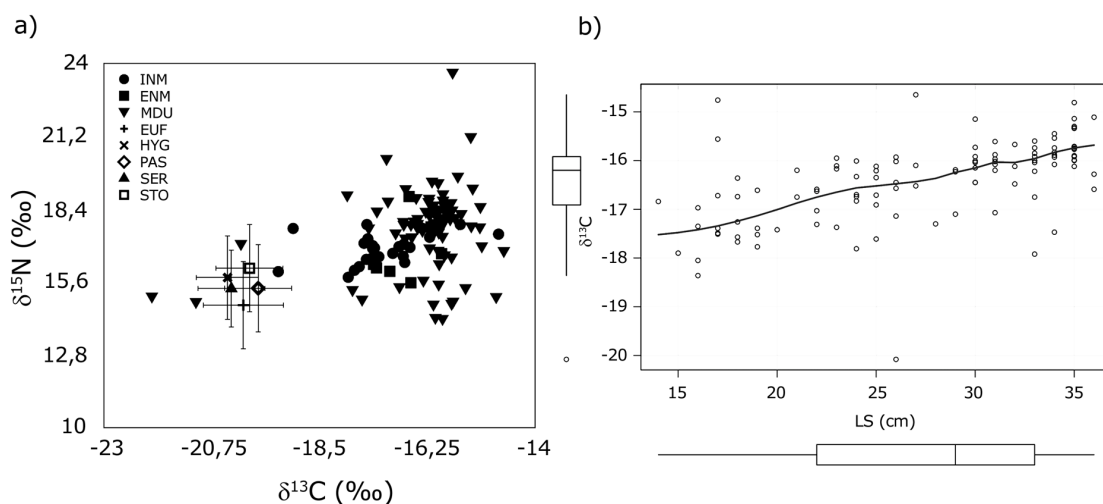 a)
24
21,2
18,4
15,6
12,8
10
δ15N (‰)
INM
ENM
MDU
EUF
HYG
PAS
SER
STO
-23
-20,75
-18,5
-16,25
-14
δ13C (‰)
b)
-15
-16
-17
-18
-19
-20
δ13C
15
20
25
30
35
LS (cm)